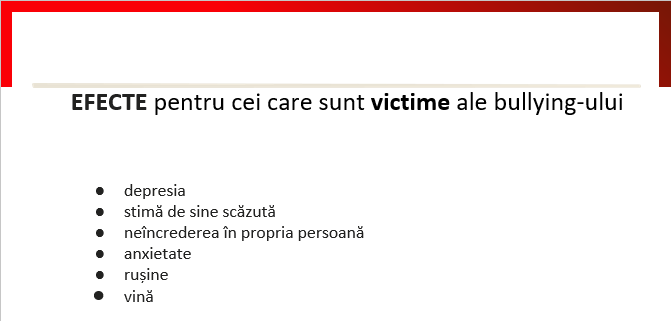 EFECTE pentru cei care sunt victime ale bullying-ului
● depresia
● stimă de sine scăzută
● neîncrederea în propria persoană
● anxietate
● rușine
● vină